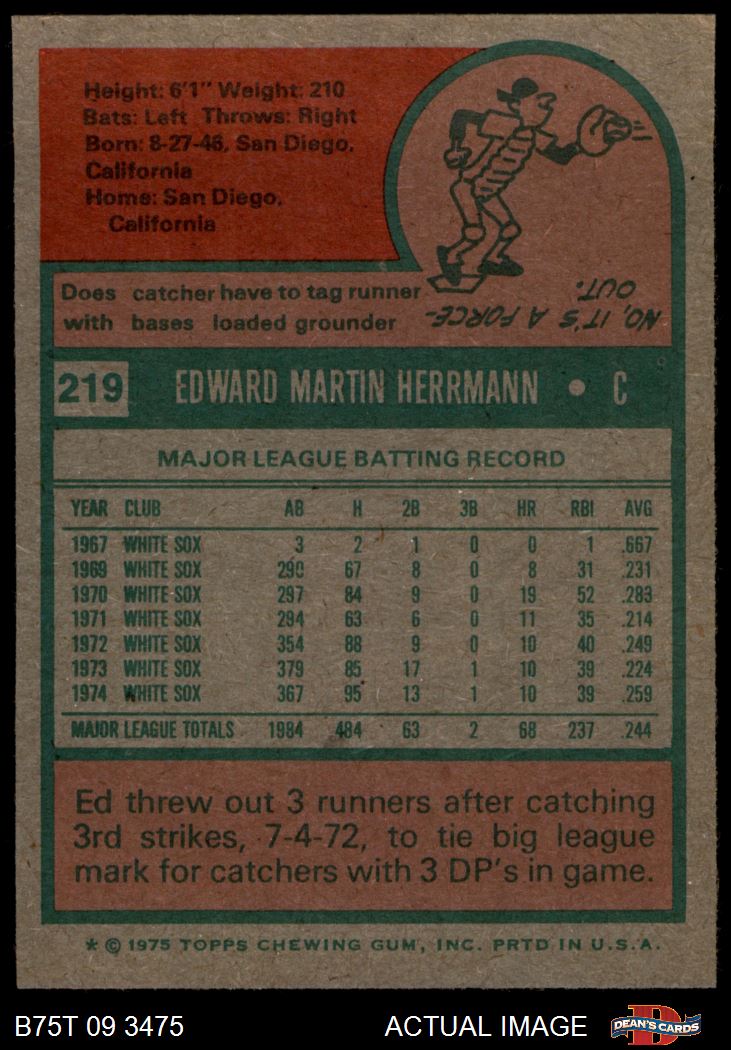 Height: 6'1" Weight: 210
Bats: Left Throws: Right
Born: 8-27-46, San Diego,
California
Home: San Diego,
California
Does catcher have to tag runner
with bases loaded grounder
NO, IT'S A FORCE-
OUT.
219 EDWARD MARTIN HERRMANN • C
MAJOR LEAGUE BATTING RECORD
YEAR CLUB AB H 2B 3B HR RBI AVG
1967 WHITE SOX 3 2 1 0 0 1 .667
1969 WHITE SOX 290 67 8 0 8 31 .231
1970 WHITE SOX 297 84 9 0 19 52 .283
1971 WHITE SOX 294 63 6 0 11 35 .214
1972 WHITE SOX 354 88 9 0 10 40 .249
1973 WHITE SOX 379 85 17 1 10 39 .224
1974 WHITE SOX 367 95 13 1 10 39 .259
MAJOR LEAGUE TOTALS 1984 484 63 2 68 237 .244
Ed threw out 3 runners after catching
3rd strikes, 7-4-72, to tie big league
mark for catchers with 3 DP's in game.
* © 1975 TOPPS CHEWING GUM, INC. PRTD IN U.S.A.
B75T 09 3475 ACTUAL IMAGE DEAN'S CARDS